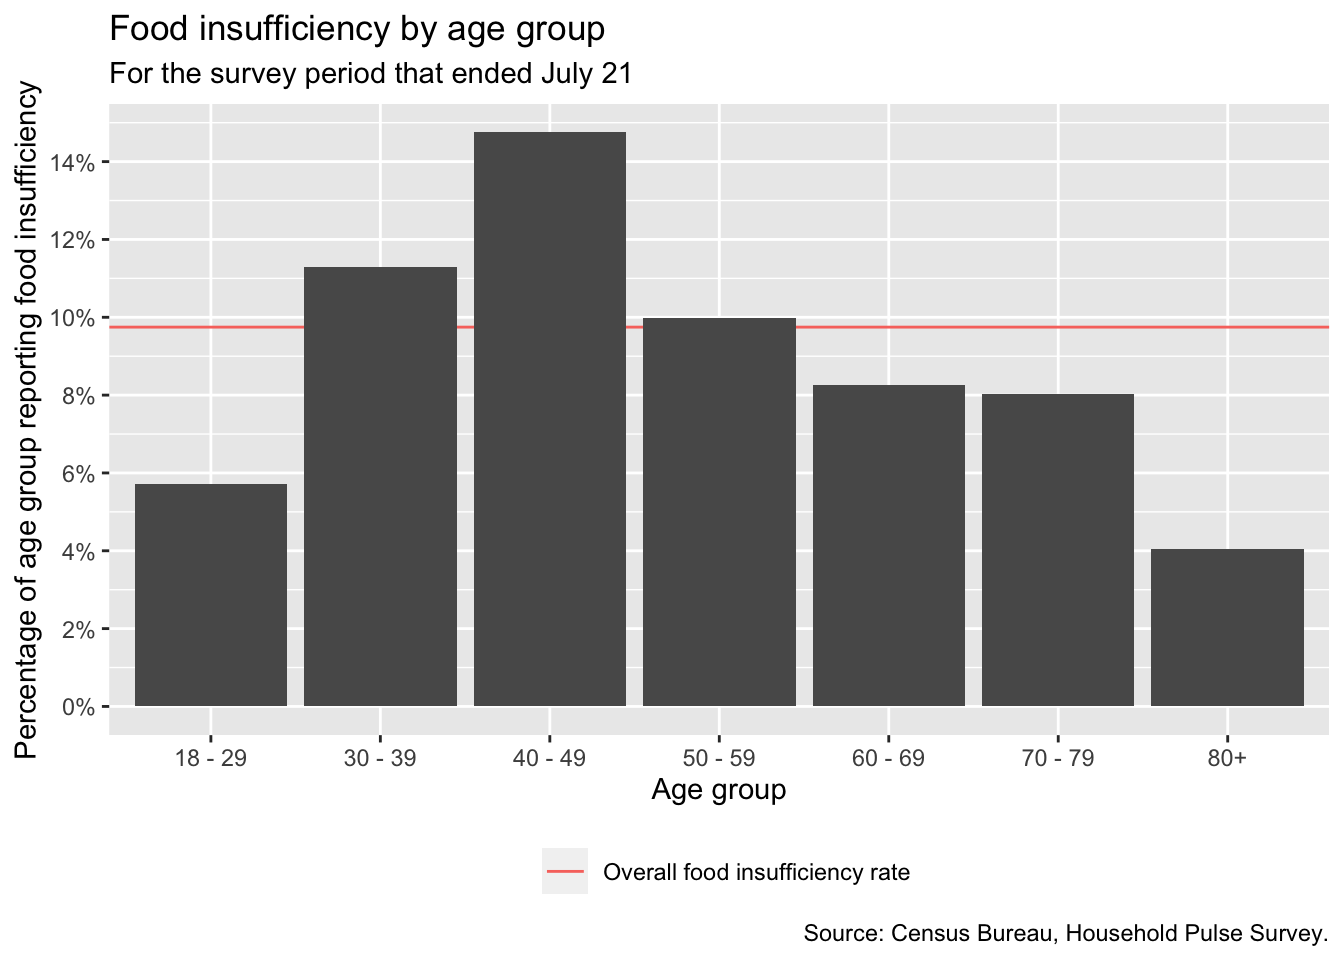 Food insufficiency by age group
For the survey period that ended July 21
Percentage of age group reporting food insufficiency
14%
12%
10%
8%
6%
4%
2%
0%
18 - 29
30 - 39
40 - 49
50 - 59
60 - 69
70 - 79
80+
Age group
Overall food insufficiency rate
Source: Census Bureau, Household Pulse Survey.